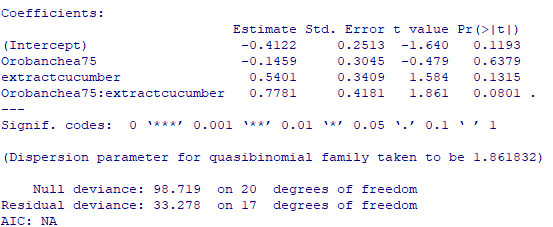 Coefficients:
Estimate Std. Error t value Pr(>|t|)
(Intercept) -0.4122 0.2513 -1.640 0.1193
Orobanchea75 -0.1459 0.3045 -0.479 0.6379
extractcucumber 0.5401 0.3409 1.584 0.1315
Orobanchea75:extractcucumber 0.7781 0.4181 1.861 0.0801 .
---
Signif. codes: 0 ‘***’ 0.001 ‘**’ 0.01 ‘*’ 0.05 ‘.’ 0.1 ‘ ’ 1
(Dispersion parameter for quasibinomial family taken to be 1.861832)
Null deviance: 98.719 on 20 degrees of freedom
Residual deviance: 33.278 on 17 degrees of freedom
AIC: NA